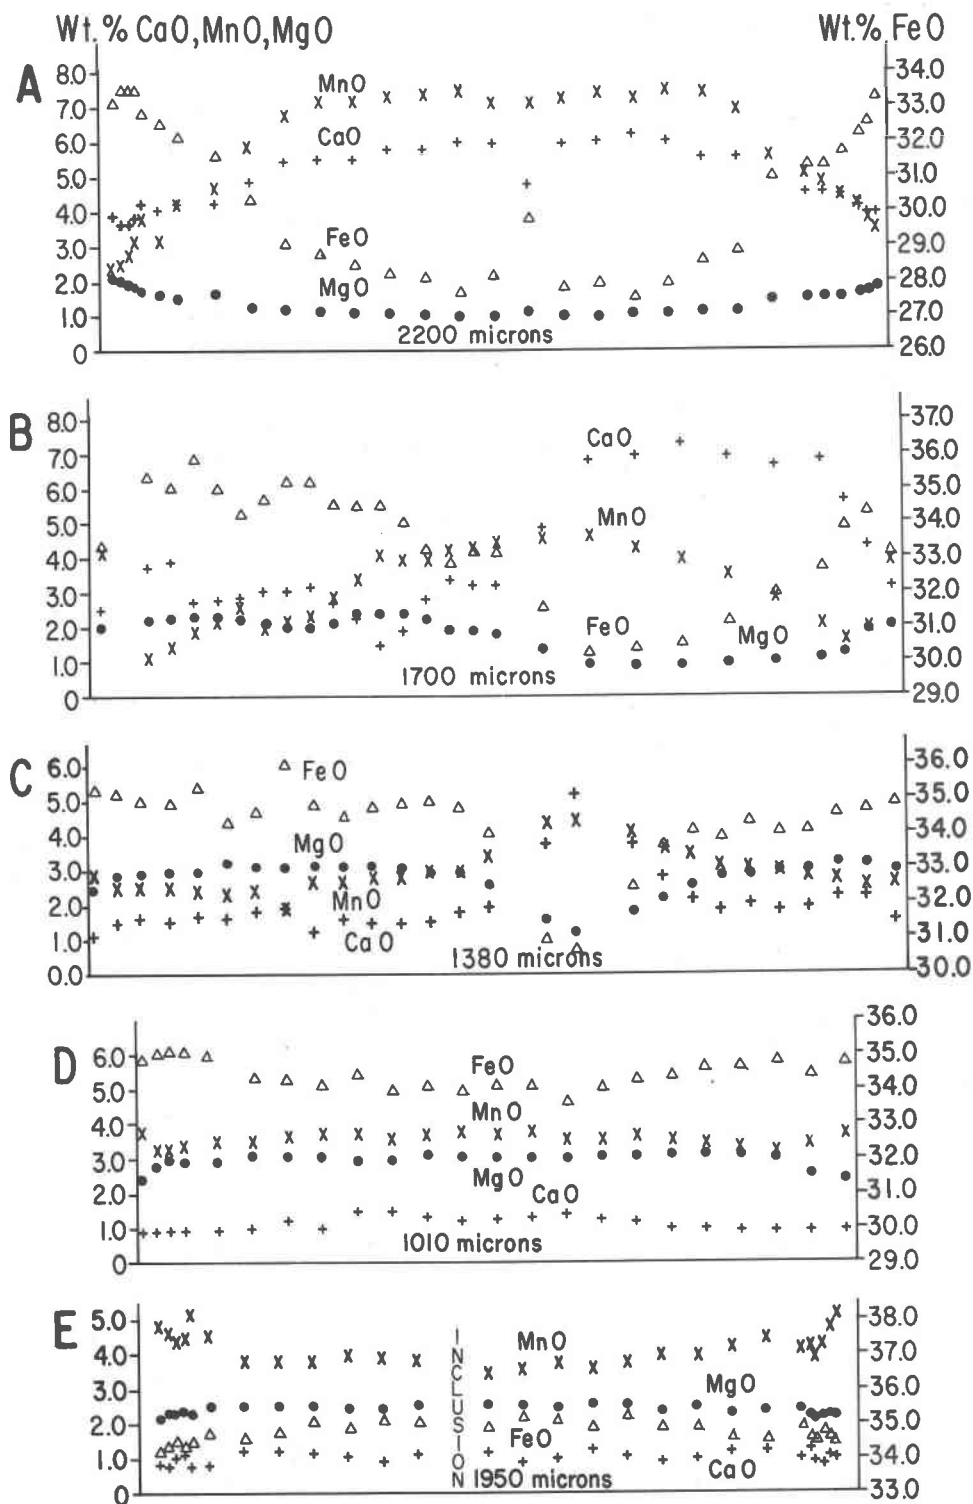 Wt.% CaO,MnO,MgO Wt.% FeO
A
8.0 34.0
7.0 33.0
6.0 32.0
5.0 31.0
4.0 30.0
3.0 29.0
2.0 28.0
1.0 27.0
0 26.0
MnO
CaO
FeO
MgO
2200 microns
B
8.0 37.0
7.0 36.0
6.0 35.0
5.0 34.0
4.0 33.0
3.0 32.0
2.0 31.0
1.0 30.0
0 29.0
CaO
MnO
FeO MgO
1700 microns
C
6.0 36.0
5.0 35.0
4.0 34.0
3.0 33.0
2.0 32.0
1.0 31.0
0.0 30.0
FeO
MgO
MnO
CaO
1380 microns
D
36.0
6.0 35.0
5.0 34.0
4.0 33.0
3.0 32.0
2.0 31.0
1.0 30.0
0 29.0
FeO
MnO
MgO
CaO
1010 microns
E
5.0 38.0
4.0 37.0
3.0 36.0
2.0 35.0
1.0 34.0
0 33.0
INCLUSION
MnO
MgO
FeO
CaO
1950 microns